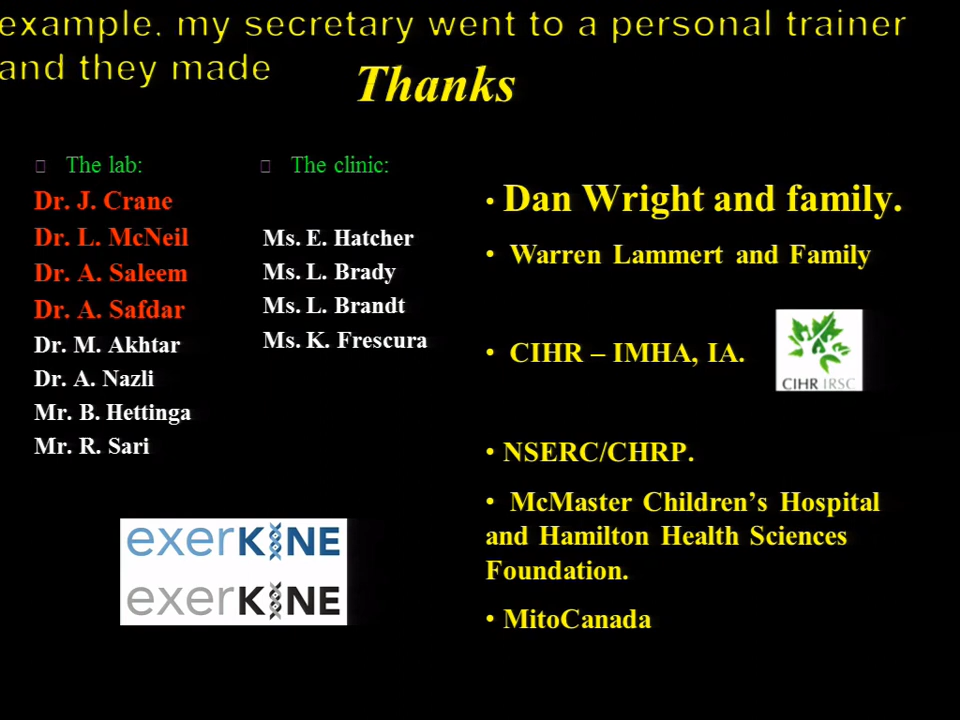 example. my secretary went to a personal trainer
and they made
Thanks
The lab:
Dr. J. Crane
Dr. L. McNeil
Dr. A. Saleem
Dr. A. Safdar
Dr. M. Akhtar
Dr. A. Nazli
Mr. B. Hettinga
Mr. R. Sari
The clinic:
Ms. E. Hatcher
Ms. L. Brady
Ms. L. Brandt
Ms. K. Frescura
• Dan Wright and family.
• Warren Lammert and Family
• CIHR – IMHA, IA.
CIHR IRSC
• NSERC/CHRP.
• McMaster Children’s Hospital
and Hamilton Health Sciences
Foundation.
• MitoCanada
exerKINE
exerKINE